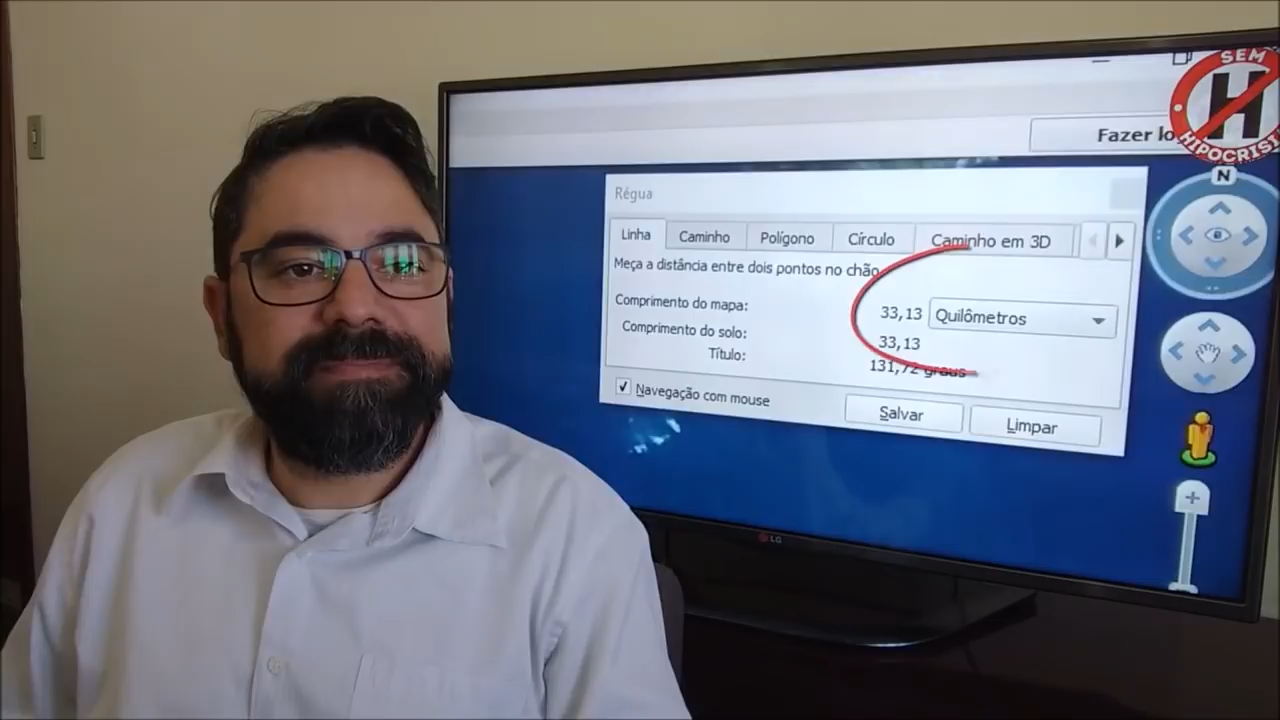 SEM
H
HIPOCRISI
Fazer lo
N
Régua
Linha
Caminho
Polígono
Círculo
Caminho em 3D
Meça a distância entre dois pontos no chão
Comprimento do mapa:
33,13
Quilômetros
Comprimento do solo:
33,13
Título:
131,72 graus
Navegação com mouse
Salvar
Limpar
LG